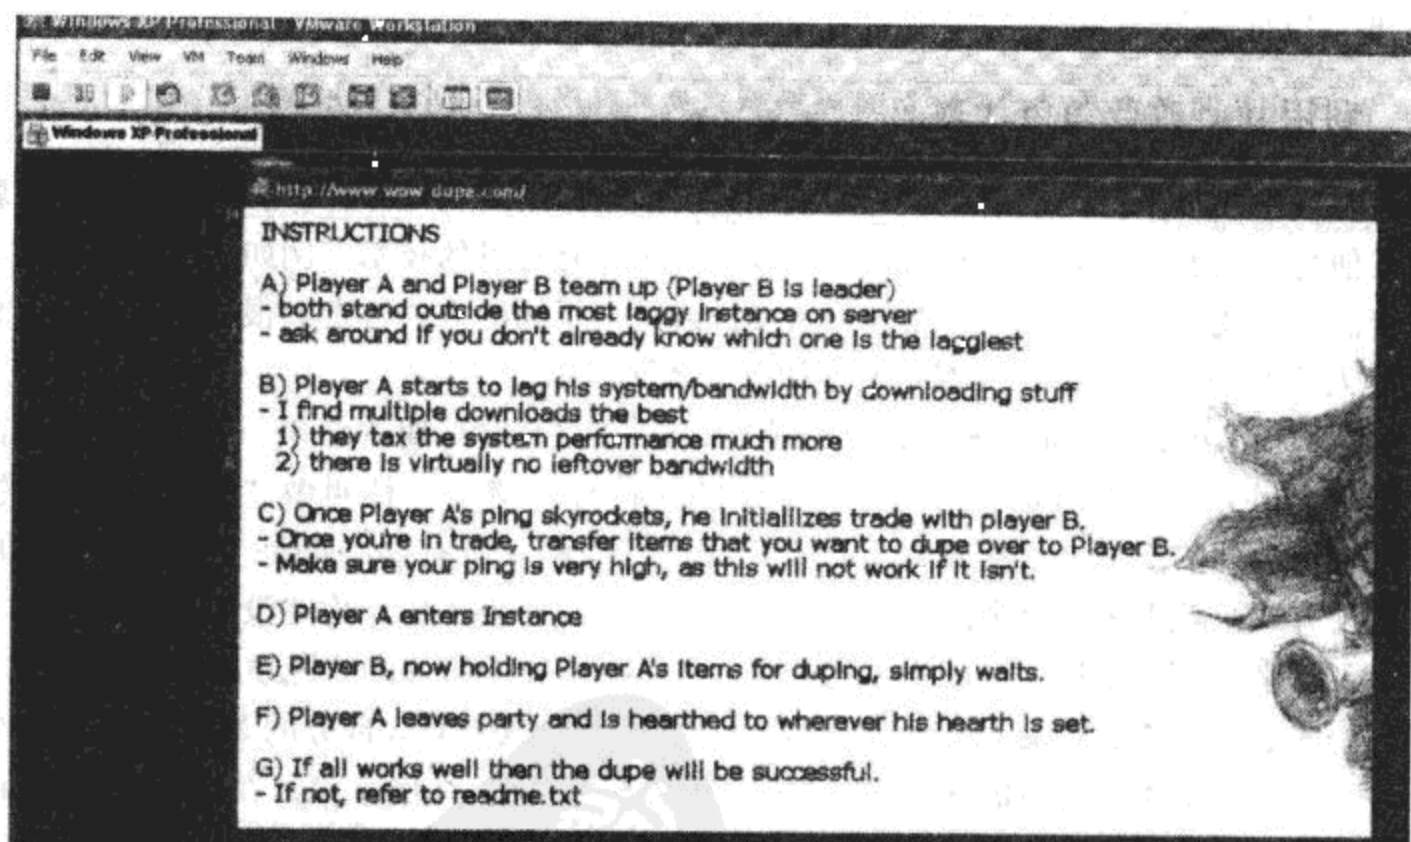 Windows XP Professional - VMware Workstation
File Edit View VM Team Windows Help
Windows XP Professional
http://www.wow-dupe.com/
INSTRUCTIONS
A) Player A and Player B team up (Player B is leader)
- both stand outside the most laggy instance on server
- ask around if you don't already know which one is the laggiest
B) Player A starts to lag his system/bandwidth by downloading stuff
- I find multiple downloads the best
1) they tax the system performance much more
2) there is virtually no leftover bandwidth
C) Once Player A's ping skyrockets, he initiallizes trade with player B.
- Once you're in trade, transfer items that you want to dupe over to Player B.
- Make sure your ping is very high, as this will not work if it isn't.
D) Player A enters Instance
E) Player B, now holding Player A's items for duping, simply waits.
F) Player A leaves party and is hearthed to wherever his hearth is set.
G) If all works well then the dupe will be successful.
- If not, refer to readme.txt